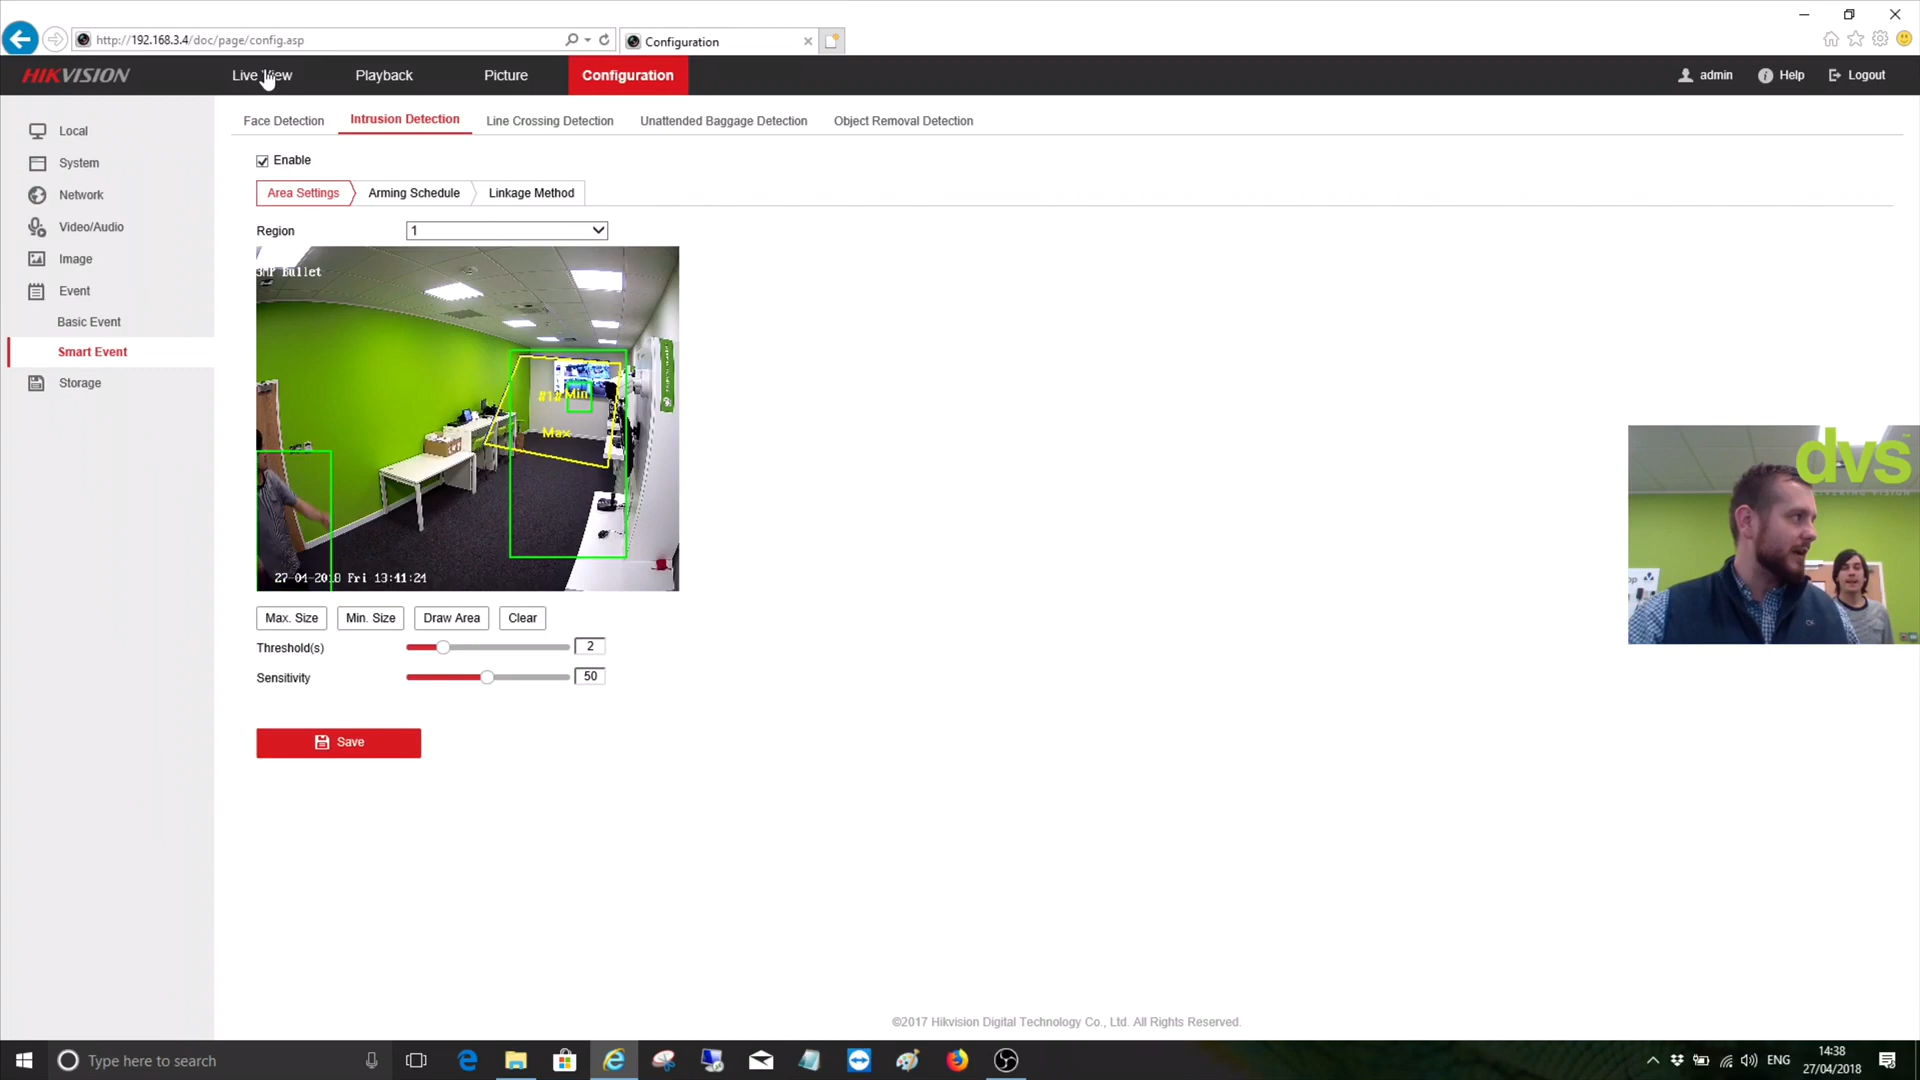 http://192.168.3.4/doc/page/config.asp
Configuration
HIKVISION
Live View
Playback
Picture
Configuration
admin
Help
Logout
Local
System
Network
Video/Audio
Image
Event
Basic Event
Smart Event
Storage
Face Detection
Intrusion Detection
Line Crossing Detection
Unattended Baggage Detection
Object Removal Detection
Enable
Area Settings
Arming Schedule
Linkage Method
Region
1
3MP Bullet
#1#
Min
Max
27-04-2018 Fri 13:41:24
Max. Size
Min. Size
Draw Area
Clear
Threshold(s)
2
Sensitivity
50
Save
dvs
©2017 Hikvision Digital Technology Co., Ltd. All Rights Reserved.
Type here to search
ENG
14:38
27/04/2018